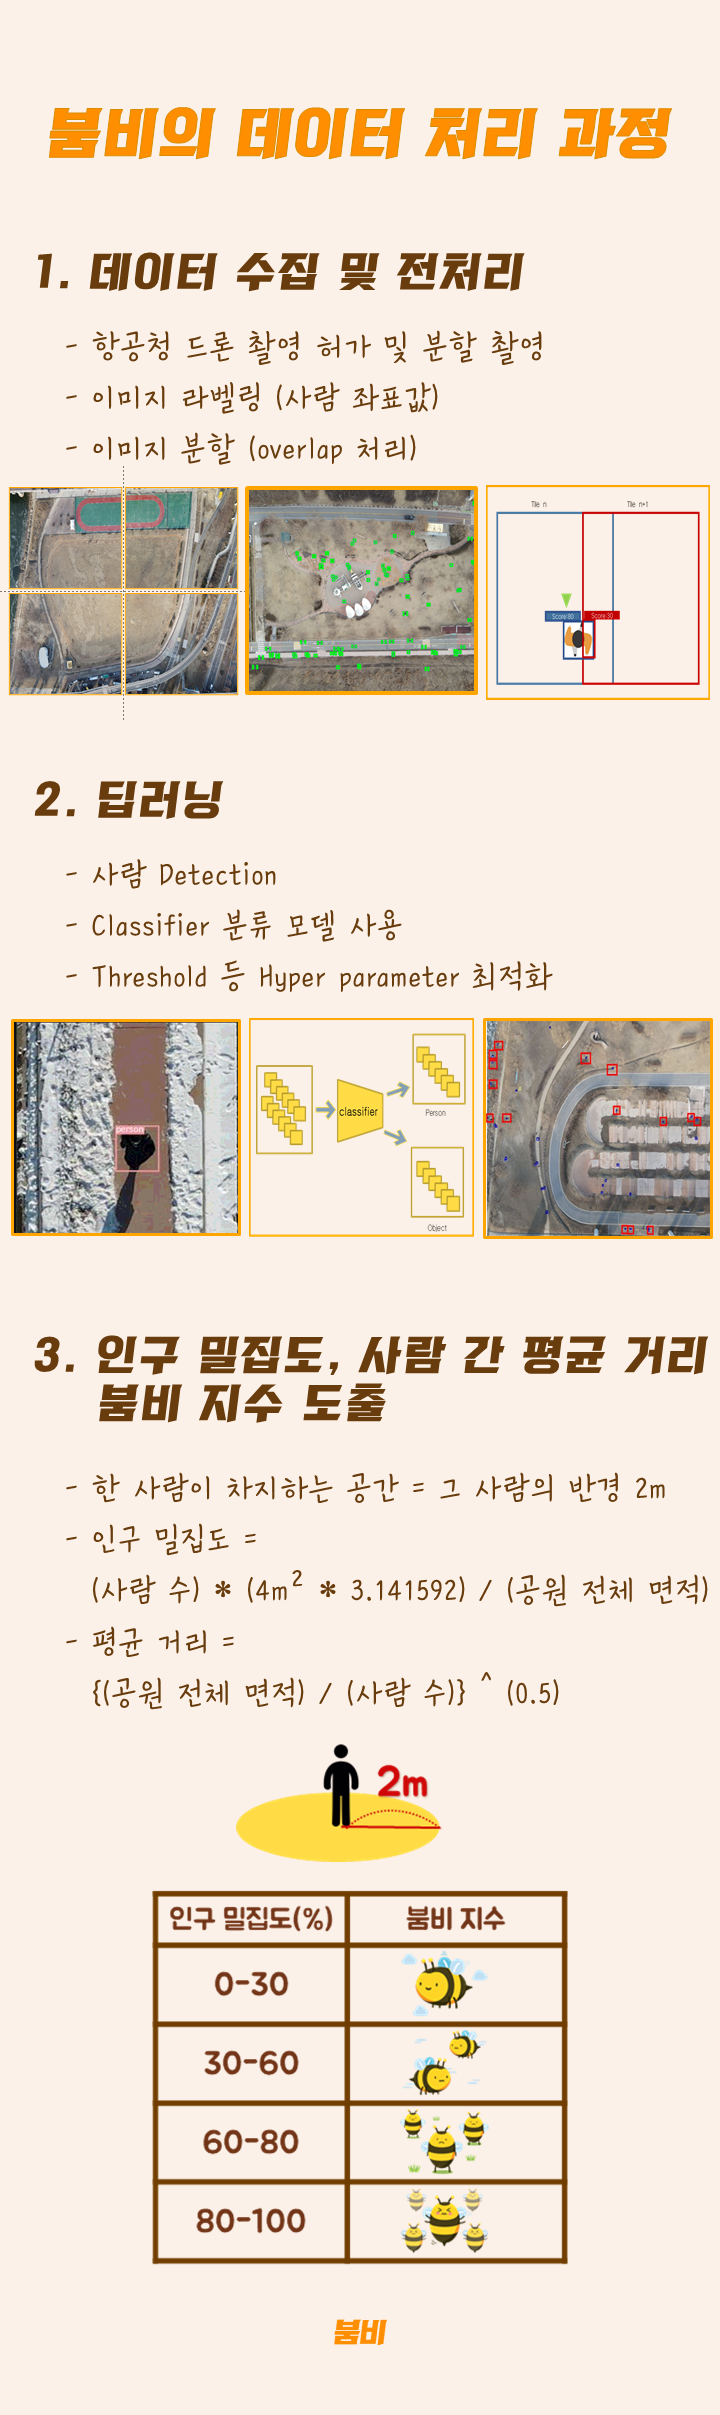 붐비의 데이터 처리 과정
1. 데이터 수집 및 전처리
- 항공청 드론 촬영 허가 및 분할 촬영
- 이미지 라벨링 (사람 좌표값)
- 이미지 분할 (overlap 처리)
Tile n
Tile n+1
Score:80
Score:30
2. 딥러닝
- 사람 Detection
- Classifier 분류 모델 사용
- Threshold 등 Hyper parameter 최적화
person
classifier
Person
Object
3. 인구 밀집도, 사람 간 평균 거리
붐비 지수 도출
- 한 사람이 차지하는 공간 = 그 사람의 반경 2m
- 인구 밀집도 =
(사람 수) * (4m² * 3.141592) / (공원 전체 면적)
- 평균 거리 =
{(공원 전체 면적) / (사람 수)} ^ (0.5)
2m
인구 밀집도(%) 붐비 지수
0-30
30-60
60-80
80-100
붐비